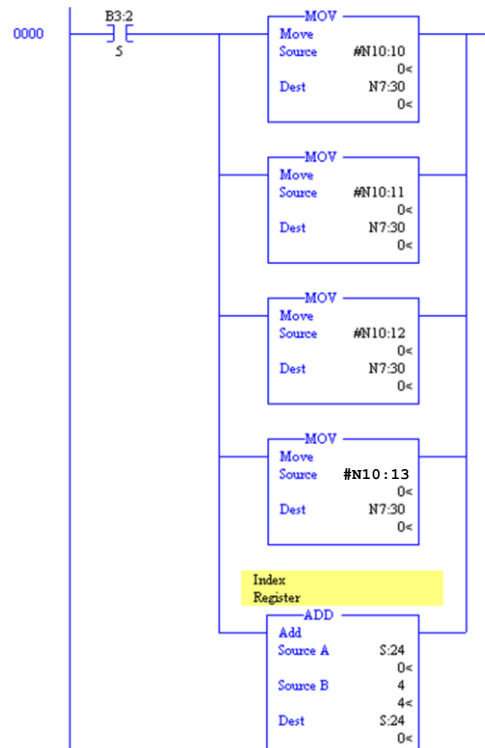 B3:2
0000
5
MOV
Move
Source #N10:10
0<
Dest N7:30
0<
MOV
Move
Source #N10:11
0<
Dest N7:30
0<
MOV
Move
Source #N10:12
0<
Dest N7:30
0<
MOV
Move
Source #N10:13
0<
Dest N7:30
0<
Index
Register
ADD
Add
Source A S:24
0<
Source B 4
4<
Dest S:24
0<